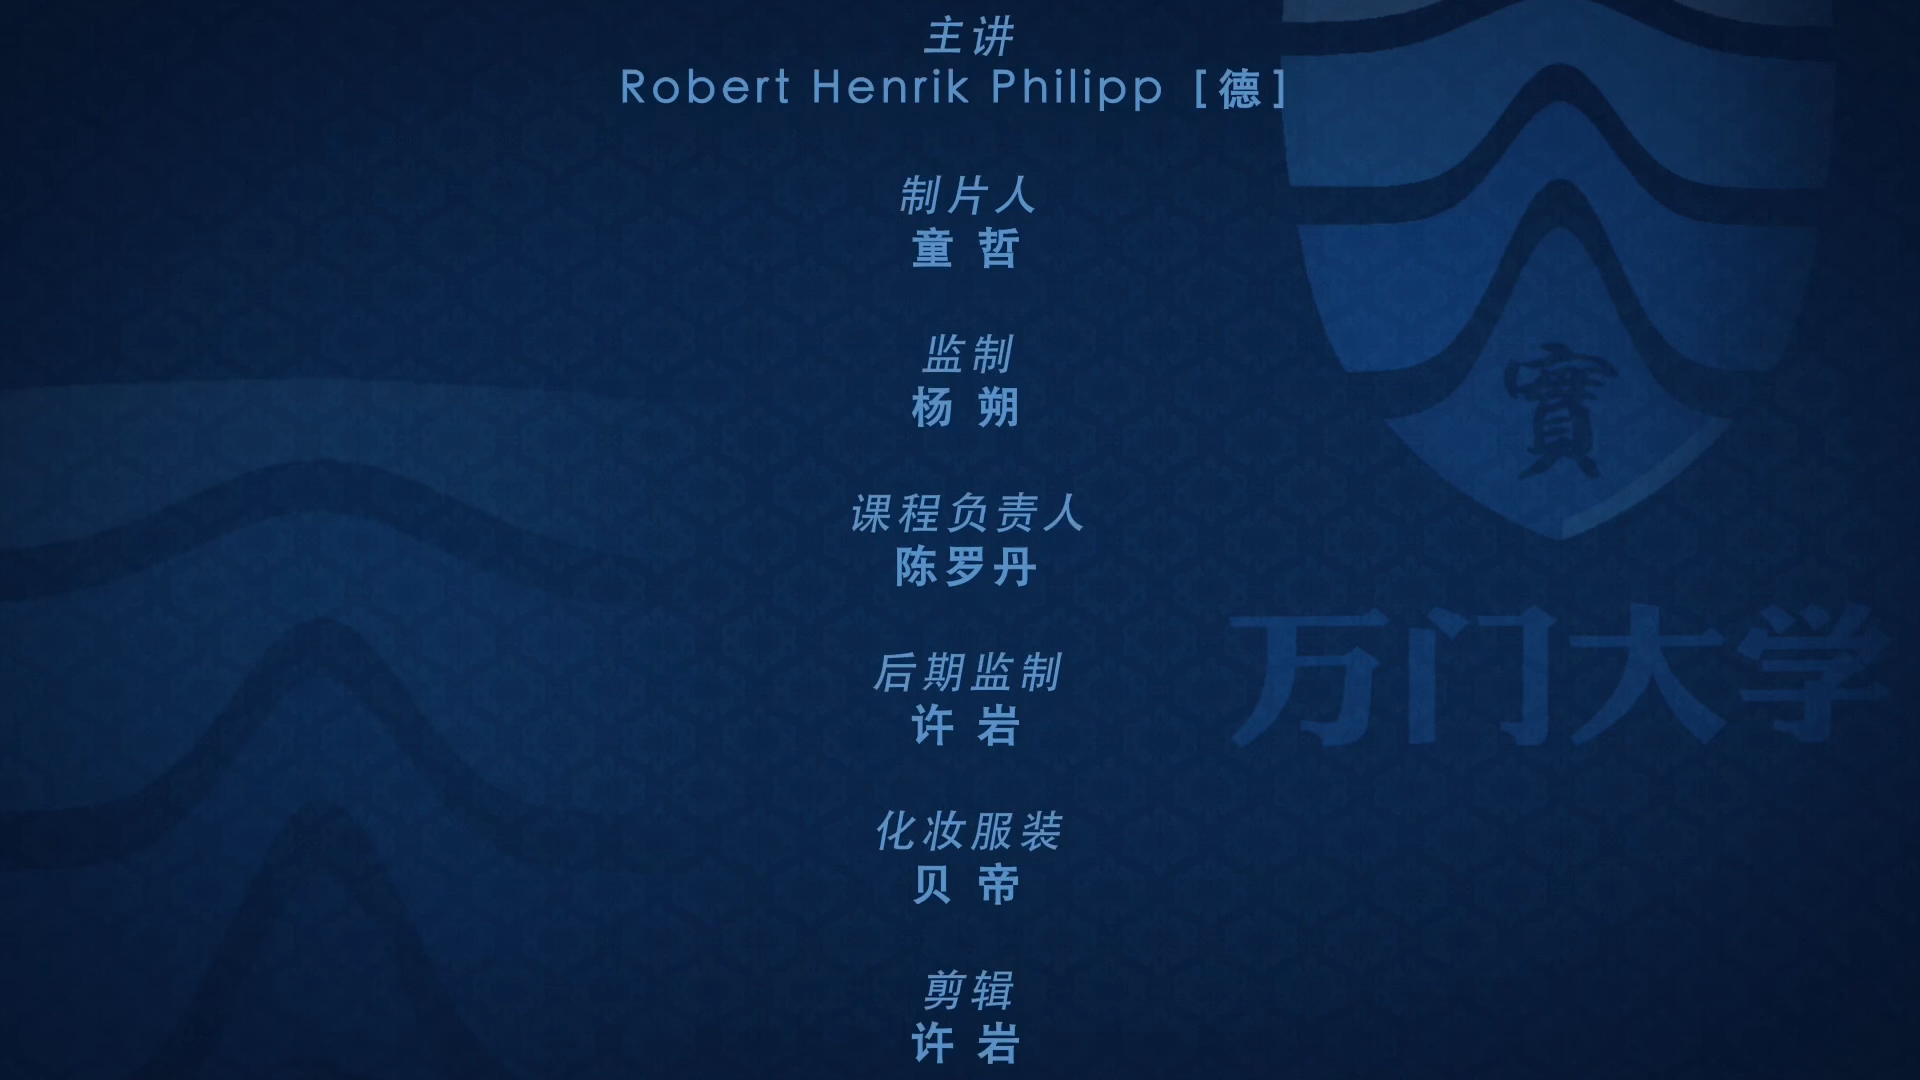 主讲
Robert Henrik Philipp [德]
制片人
童 哲
监制
杨 朔
课程负责人
陈罗丹
后期监制
许 岩
化妆服装
贝 帝
剪辑
许 岩
實
万门大学